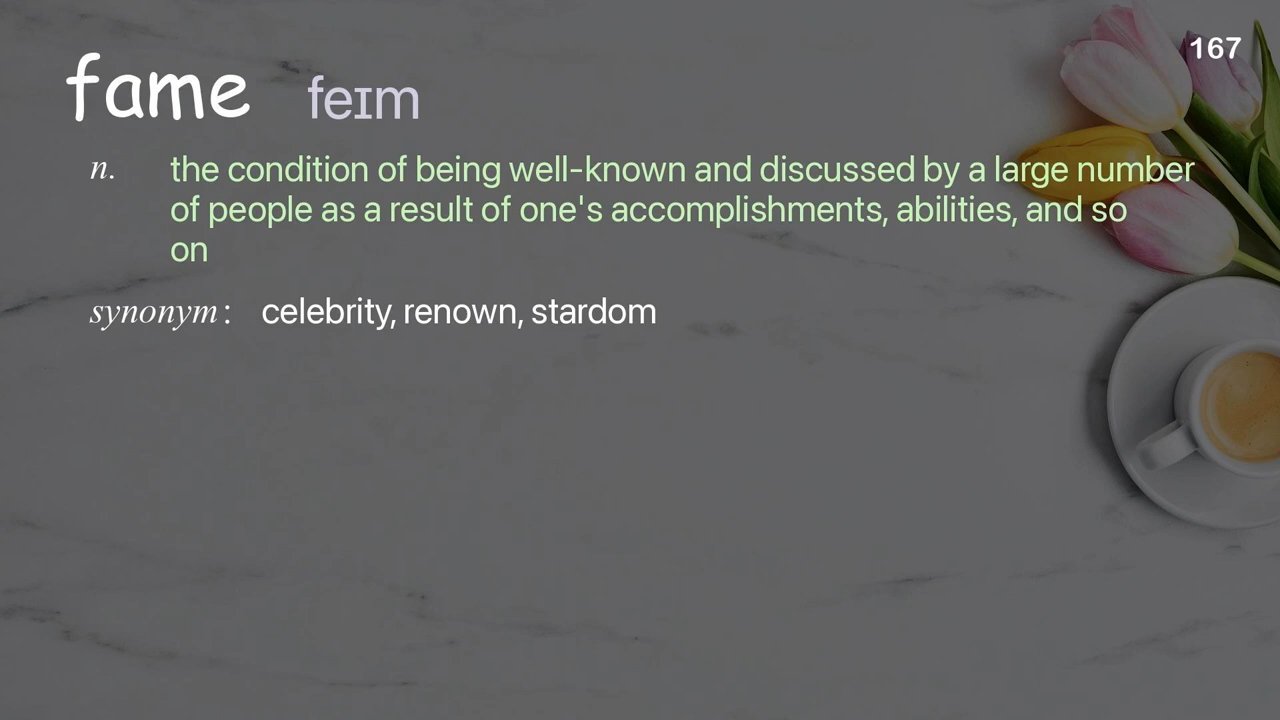 167
fame feɪm
n. the condition of being well-known and discussed by a large number
of people as a result of one's accomplishments, abilities, and so
on
synonym: celebrity, renown, stardom